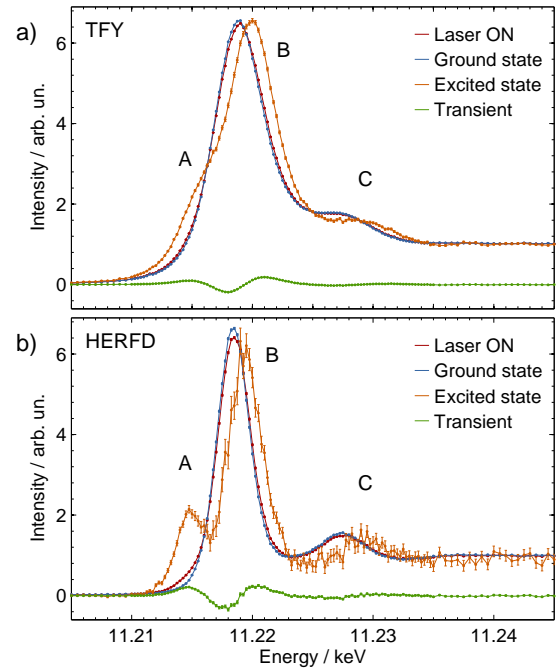 a)
TFY
Laser ON
Ground state
Excited state
Transient
A
B
C
Intensity / arb. un.
6
4
2
0
b)
HERFD
Laser ON
Ground state
Excited state
Transient
A
B
C
Intensity / arb. un.
6
4
2
0
11.21
11.22
11.23
11.24
Energy / keV